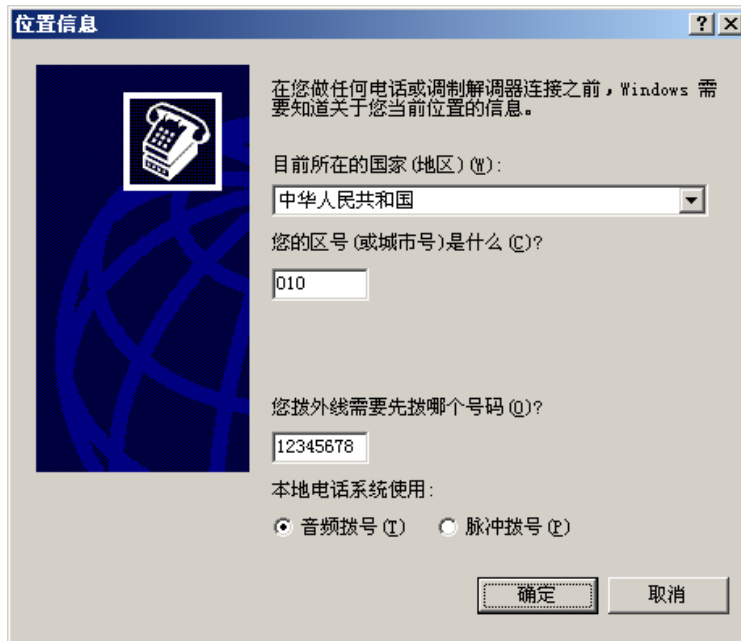 位置信息
在您做任何电话或调制解调器连接之前，Windows 需
要知道关于您当前位置的信息。
目前所在的国家(地区)(W):
中华人民共和国
您的区号(或城市号)是什么(C)?
010
您拨外线需要先拨哪个号码(O)?
12345678
本地电话系统使用:
音频拨号(T) 脉冲拨号(P)
确定 取消